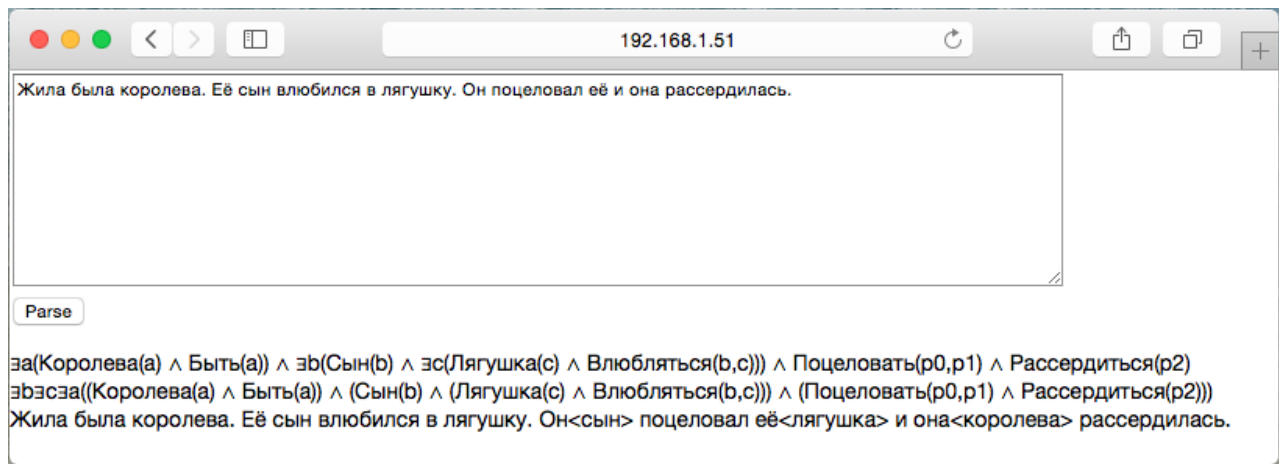 192.168.1.51
Жила была королева. Её сын влюбился в лягушку. Он поцеловал её и она рассердилась.
Parse
∃a(Королева(a) ∧ Быть(a)) ∧ ∃b(Сын(b) ∧ ∃c(Лягушка(c) ∧ Влюбляться(b,c))) ∧ Поцеловать(p0,p1) ∧ Рассердиться(p2)
∃b∃c∃a((Королева(a) ∧ Быть(a)) ∧ (Сын(b) ∧ (Лягушка(c) ∧ Влюбляться(b,c))) ∧ (Поцеловать(p0,p1) ∧ Рассердиться(p2)))
Жила была королева. Её сын влюбился в лягушку. Он<сын> поцеловал её<лягушка> и она<королева> рассердилась.